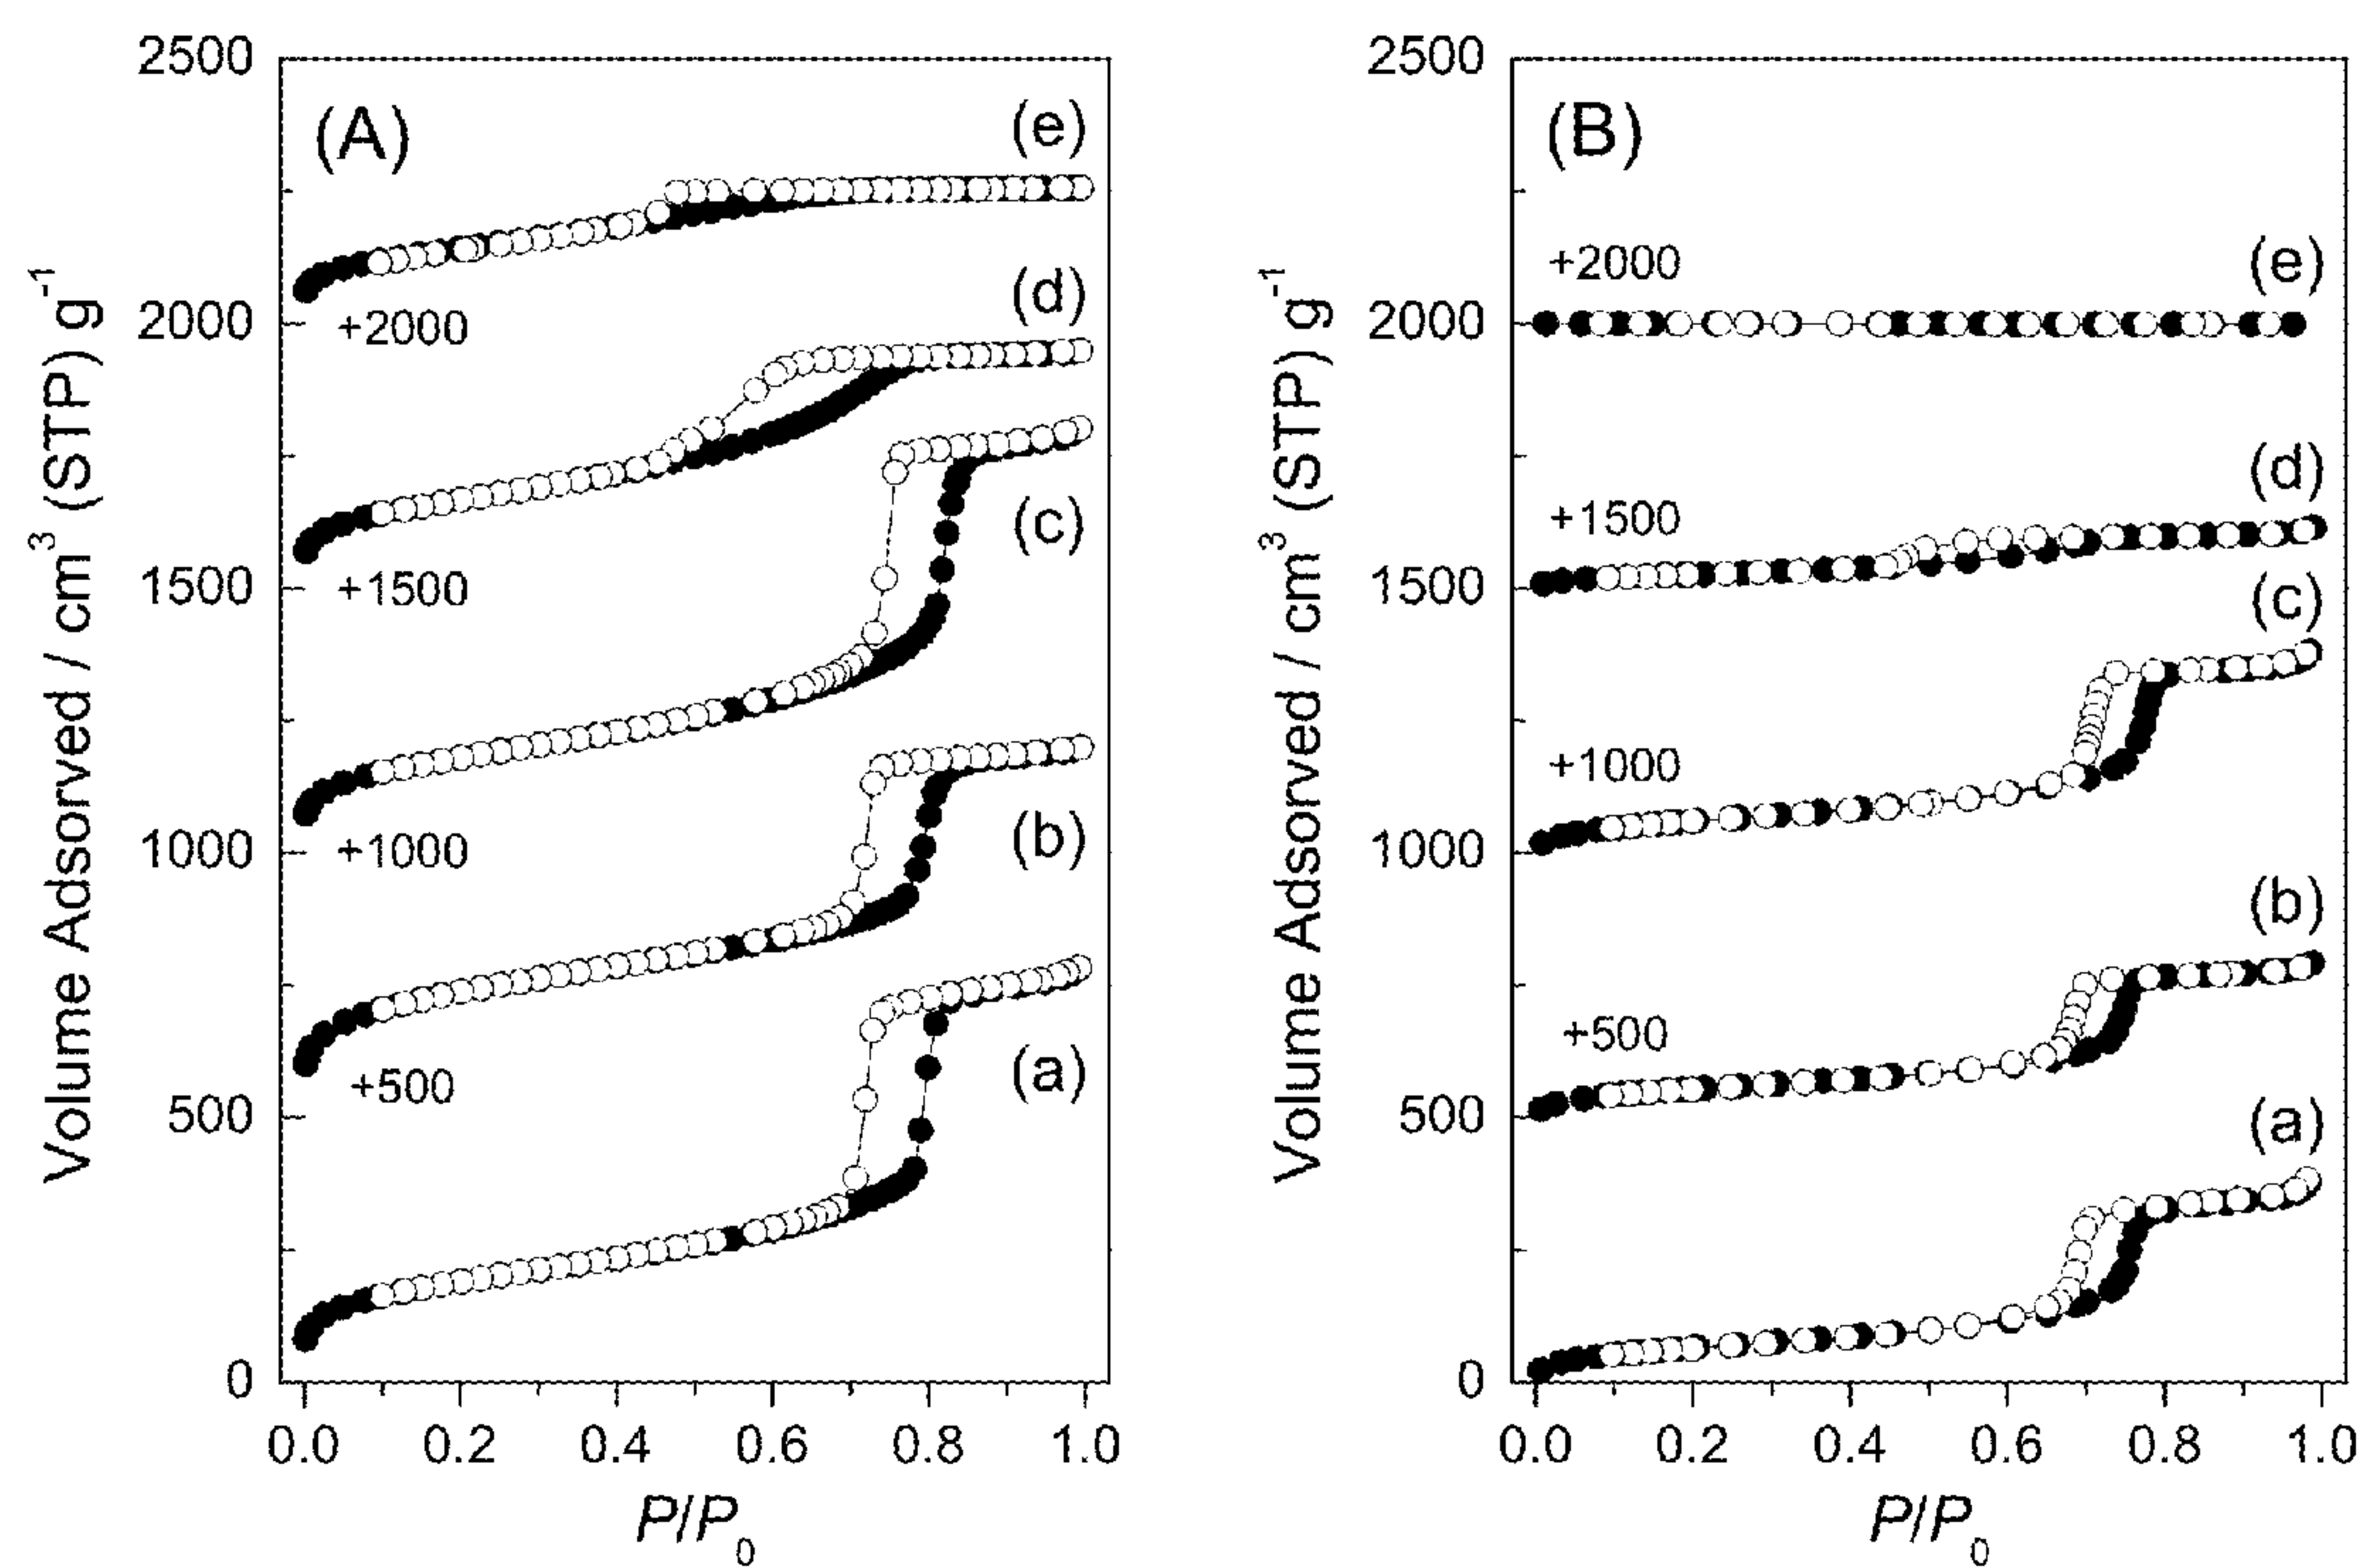 2500
(A)
(e)
+2000
2000
(d)
+1500
1500
(c)
+1000
1000
(b)
+500
500
(a)
0
0.0 0.2 0.4 0.6 0.8 1.0
P/P0
Volume Adsorved / cm3 (STP) g-1
2500
(B)
(e)
+2000
2000
(d)
+1500
1500
(c)
+1000
1000
(b)
+500
500
(a)
0
0.0 0.2 0.4 0.6 0.8 1.0
P/P0
Volume Adsorved / cm3 (STP) g-1